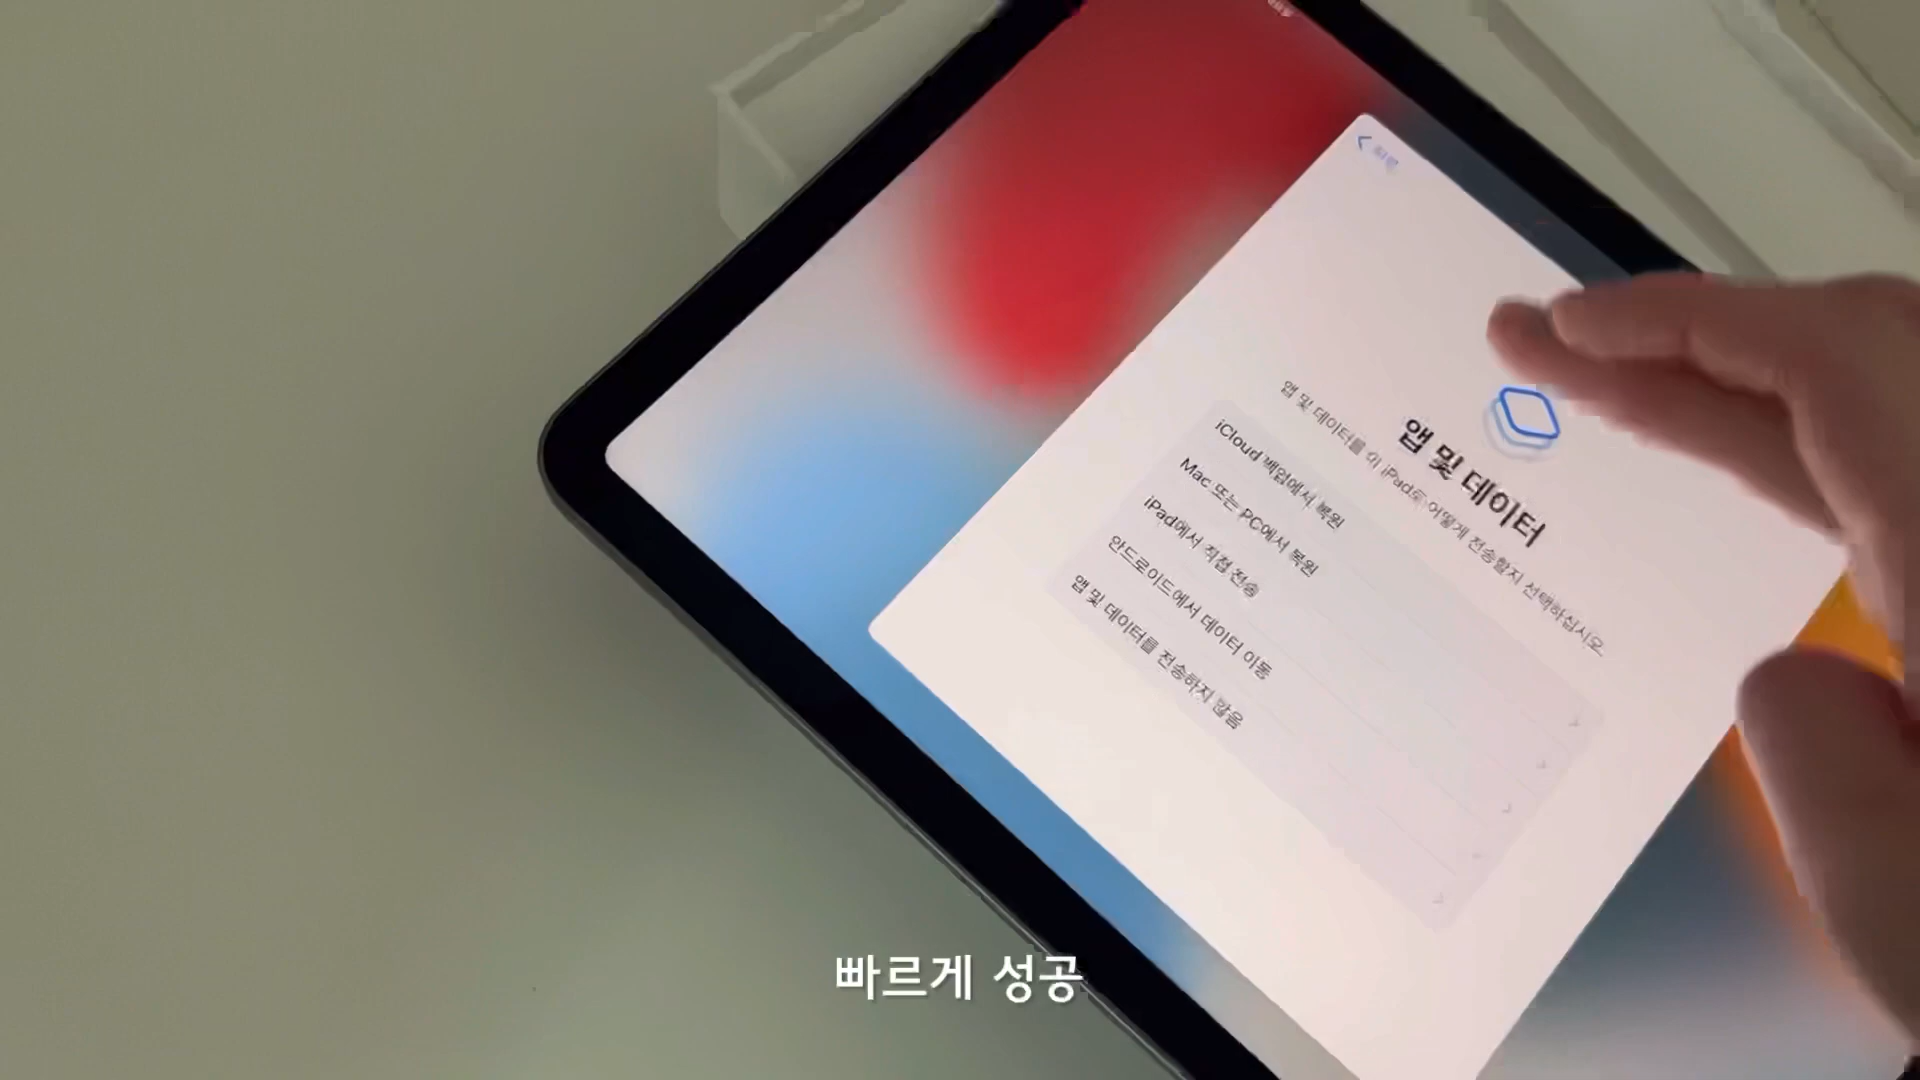 뒤로
앱 및 데이터
앱 및 데이터를 이 iPad로 어떻게 전송할지 선택하십시오.
iCloud 백업에서 복원
Mac 또는 PC에서 복원
iPad에서 직접 전송
안드로이드에서 데이터 이동
앱 및 데이터를 전송하지 않음
빠르게 성공